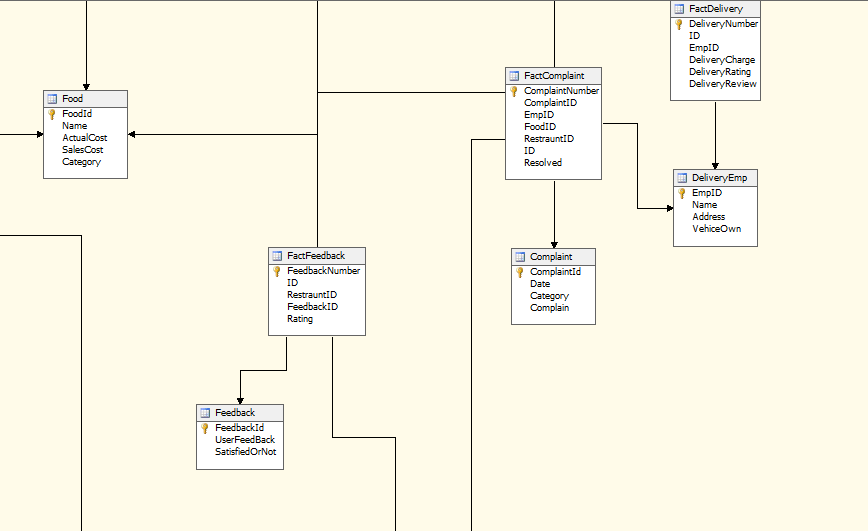 FactDelivery
DeliveryNumber
ID
EmpID
DeliveryCharge
DeliveryRating
DeliveryReview
Food
FoodId
Name
ActualCost
SalesCost
Category
FactComplaint
ComplaintNumber
ComplaintID
EmpID
FoodID
RestrauntID
ID
Resolved
DeliveryEmp
EmpID
Name
Address
VehiceOwn
FactFeedback
FeedbackNumber
ID
RestrauntID
FeedbackID
Rating
Complaint
ComplaintId
Date
Category
Complain
Feedback
FeedbackId
UserFeedBack
SatisfiedOrNot